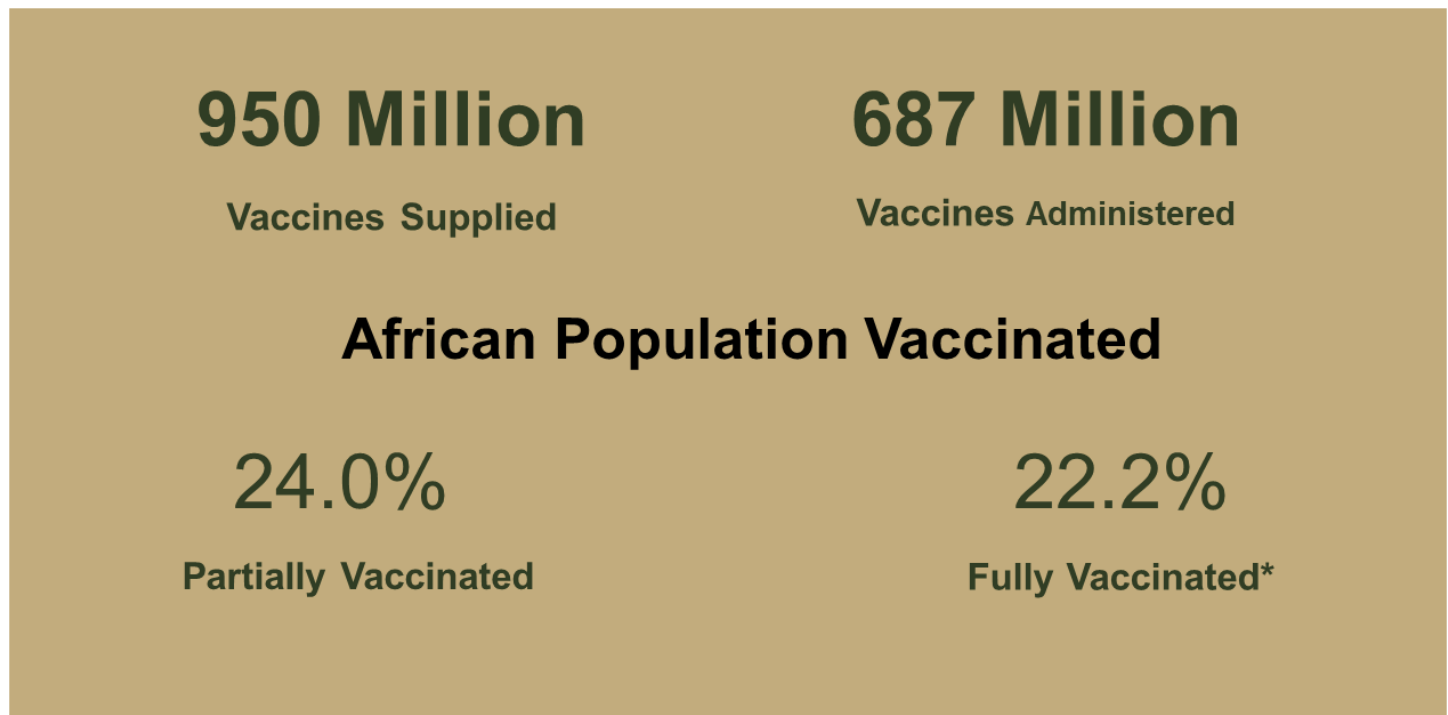 950 Million
687 Million
Vaccines Supplied
Vaccines Administered
African Population Vaccinated
24.0%
22.2%
Partially Vaccinated
Fully Vaccinated*